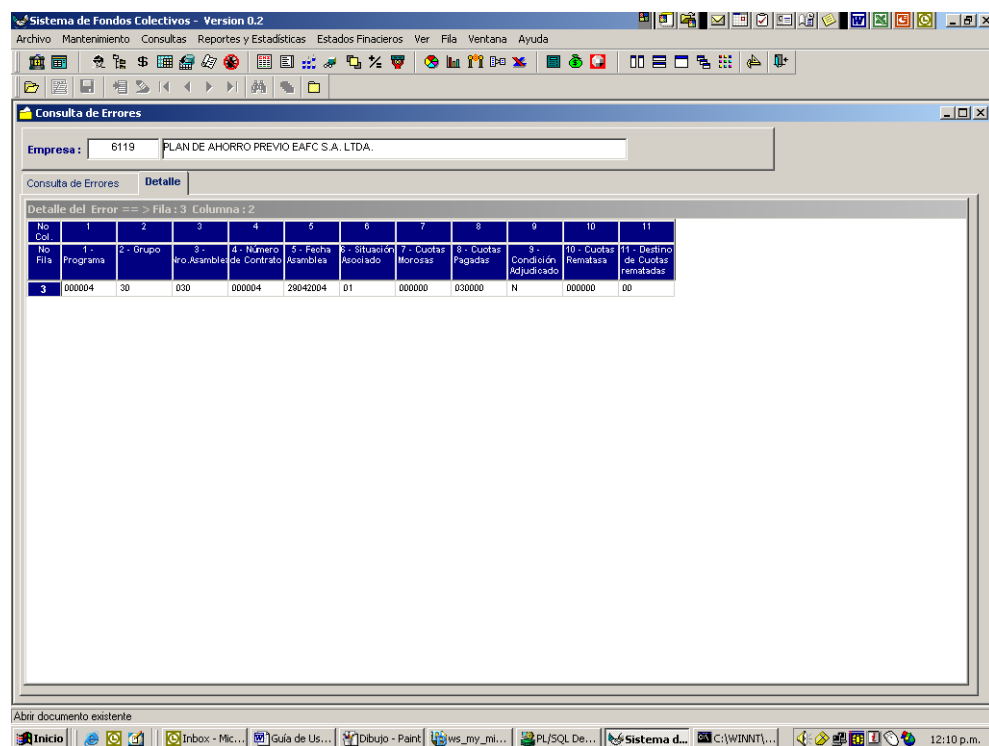 Sistema de Fondos Colectivos - Version 0.2
Archivo Mantenimiento Consultas Reportes y Estadísticas Estados Finacieros Ver Fila Ventana Ayuda
Consulta de Errores
Empresa : 6119 PLAN DE AHORRO PREVIO EAFC S.A. LTDA.
Consulta de Errores Detalle
Detalle del Error == > Fila : 3 Columna : 2
No Col. 1 2 3 4 5 6 7 8 9 10 11
No Fila 1 - Programa 2 - Grupo 3 - Nro.Asamblea 4 - Número de Contrato 5 - Fecha Asamblea 6 - Situación Asociado 7 - Cuotas Morosas 8 - Cuotas Pagadas 9 - Condición Adjudicado 10 - Cuotas Rematasa 11 - Destino de Cuotas rematadas
3 000004 30 030 000004 29042004 01 000000 030000 N 000000 00
Abrir documento existente
Inicio Inbox - Mic... Guía de Us... Dibujo - Paint ws_my_mi... PL/SQL De... Sistema d... C:\WINNT\... 12:10 p.m.